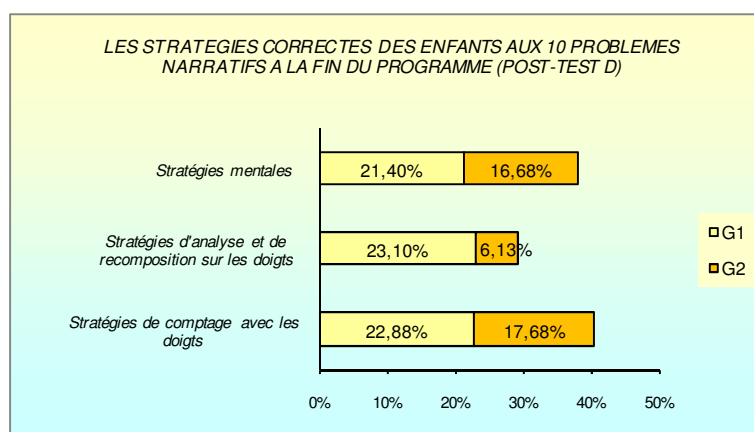 LES STRATEGIES CORRECTES DES ENFANTS AUX 10 PROBLEMES
NARRATIFS A LA FIN DU PROGRAMME (POST-TEST D)
Stratégies mentales
21,40%
16,68%
Stratégies d'analyse et de
recomposition sur les doigts
23,10%
6,13%
Stratégies de comptage avec les
doigts
22,88%
17,68%
G1
G2
0% 10% 20% 30% 40% 50%